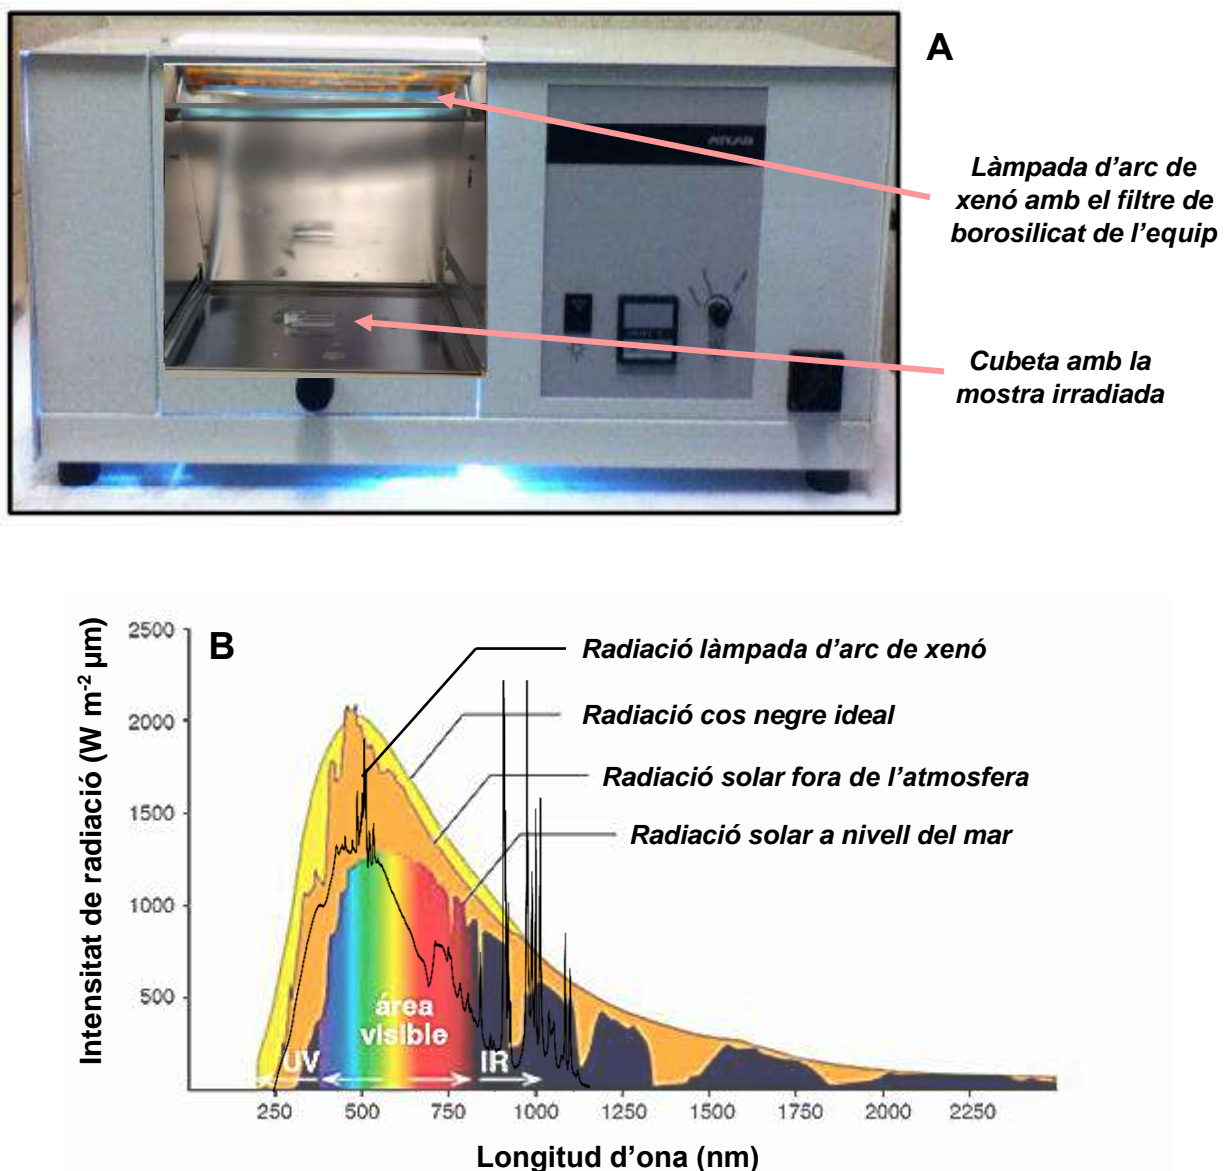 A
Làmpada d'arc de
xenó amb el filtre de
borosilicat de l'equip
ATLAS
Cubeta amb la
mostra irradiada
B
Intensitat de radiació (W m-2 μm)
2500
2000
1500
1000
500
Radiació làmpada d'arc de xenó
Radiació cos negre ideal
Radiació solar fora de l'atmosfera
Radiació solar a nivell del mar
área
visible
UV
IR
250 500 750 1000 1250 1500 1750 2000 2250
Longitud d'ona (nm)